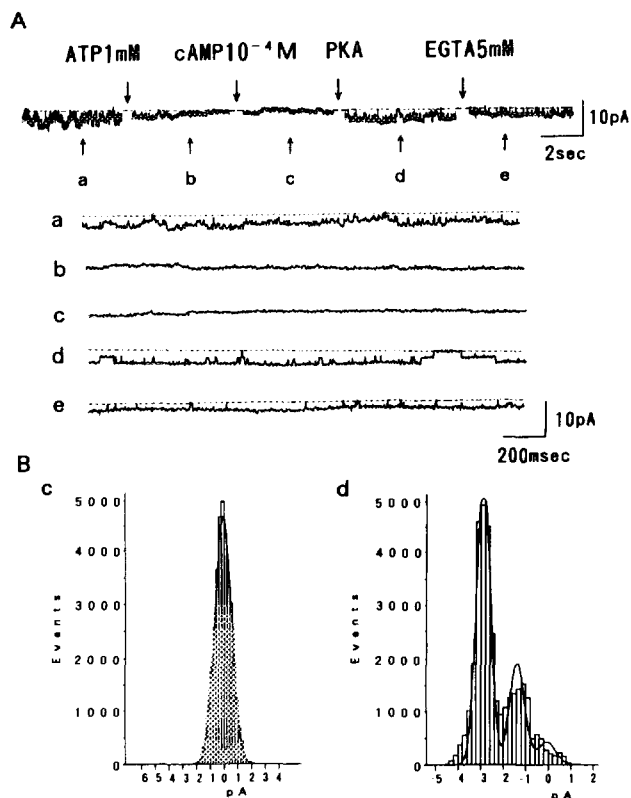 A
ATP1mM cAMP10⁻⁴M PKA EGTA5mM
10pA
2sec
a b c d e
a
b
c
d
e
10pA
200msec
B
c
5000
4000
3000
2000
1000
0
Events
6 5 4 3 2 1 0 1 2 3 4
pA
d
5000
4000
3000
2000
1000
0
Events
-5 4 3 -2 -1 0 1 2
pA